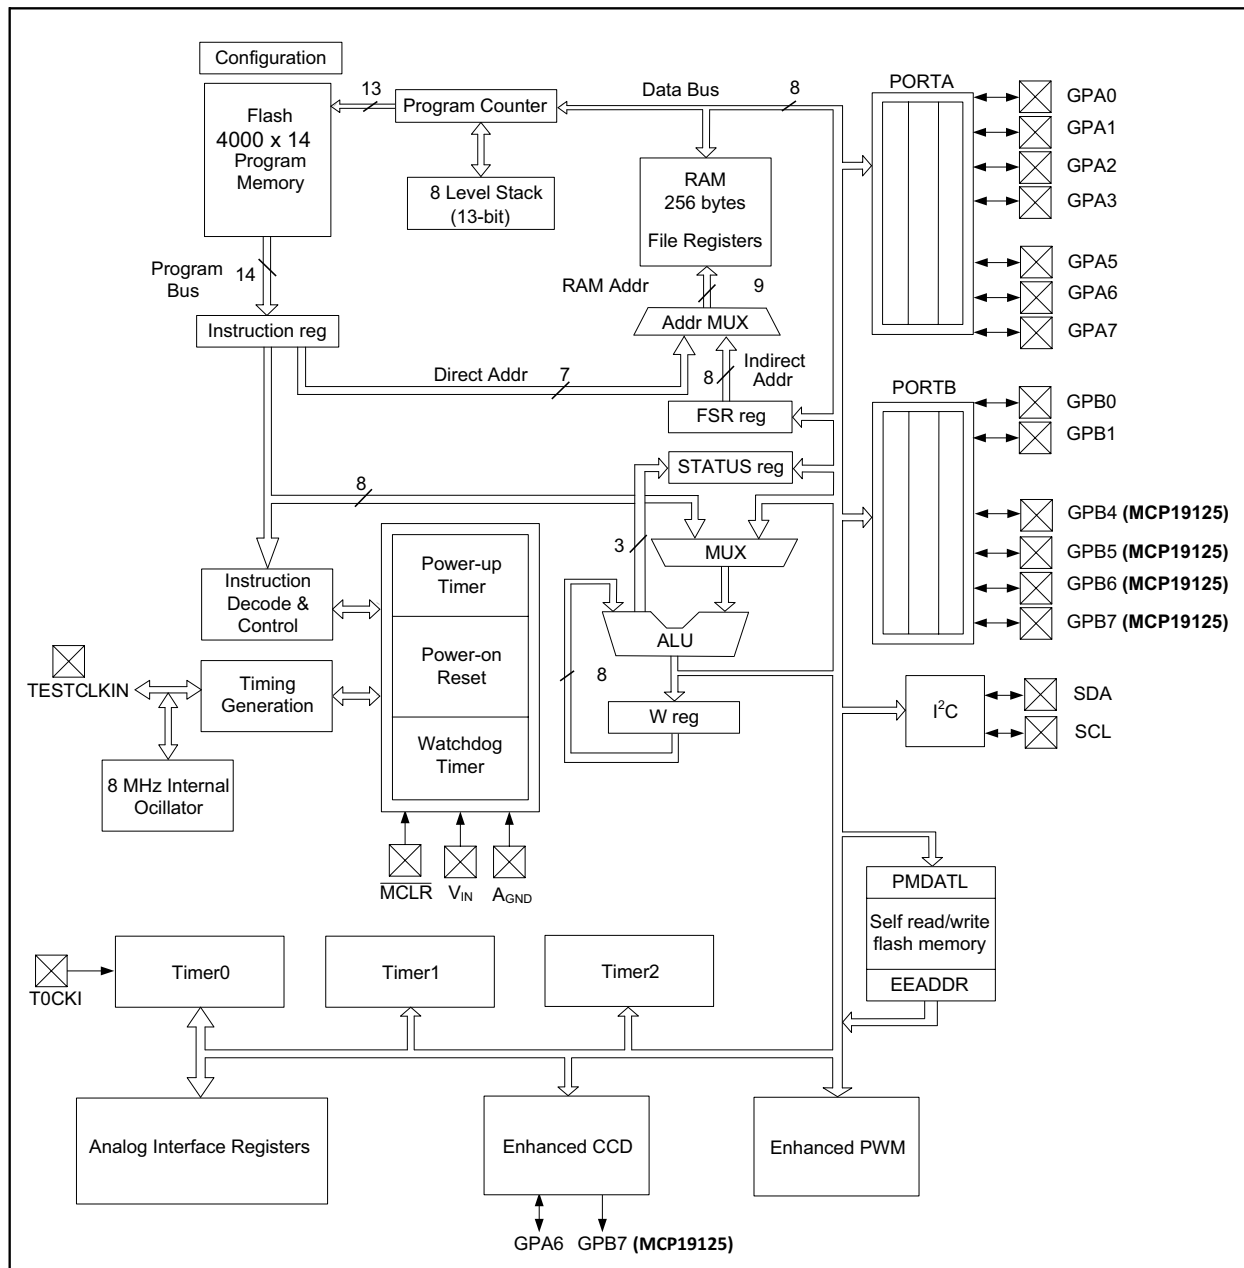 Configuration
Flash
4000 x 14
Program
Memory
13
Program Counter
Data Bus
8
8 Level Stack
(13-bit)
RAM
256 bytes
File Registers
PORTA
GPA0
GPA1
GPA2
GPA3
GPA5
GPA6
GPA7
Program
Bus
14
RAM Addr
9
Addr MUX
Instruction reg
Direct Addr
7
8
Indirect
Addr
FSR reg
PORTB
GPB0
GPB1
GPB4 (MCP19125)
GPB5 (MCP19125)
GPB6 (MCP19125)
GPB7 (MCP19125)
STATUS reg
8
3
MUX
Power-up
Timer
Instruction
Decode &
Control
ALU
8
Power-on
Reset
TESTCLKIN
Timing
Generation
W reg
I²C
SDA
SCL
Watchdog
Timer
8 MHz Internal
Ocillator
MCLR
VIN
AGND
PMDATL
Self read/write
flash memory
EEADDR
T0CKI
Timer0
Timer1
Timer2
Analog Interface Registers
Enhanced CCD
Enhanced PWM
GPA6
GPB7 (MCP19125)